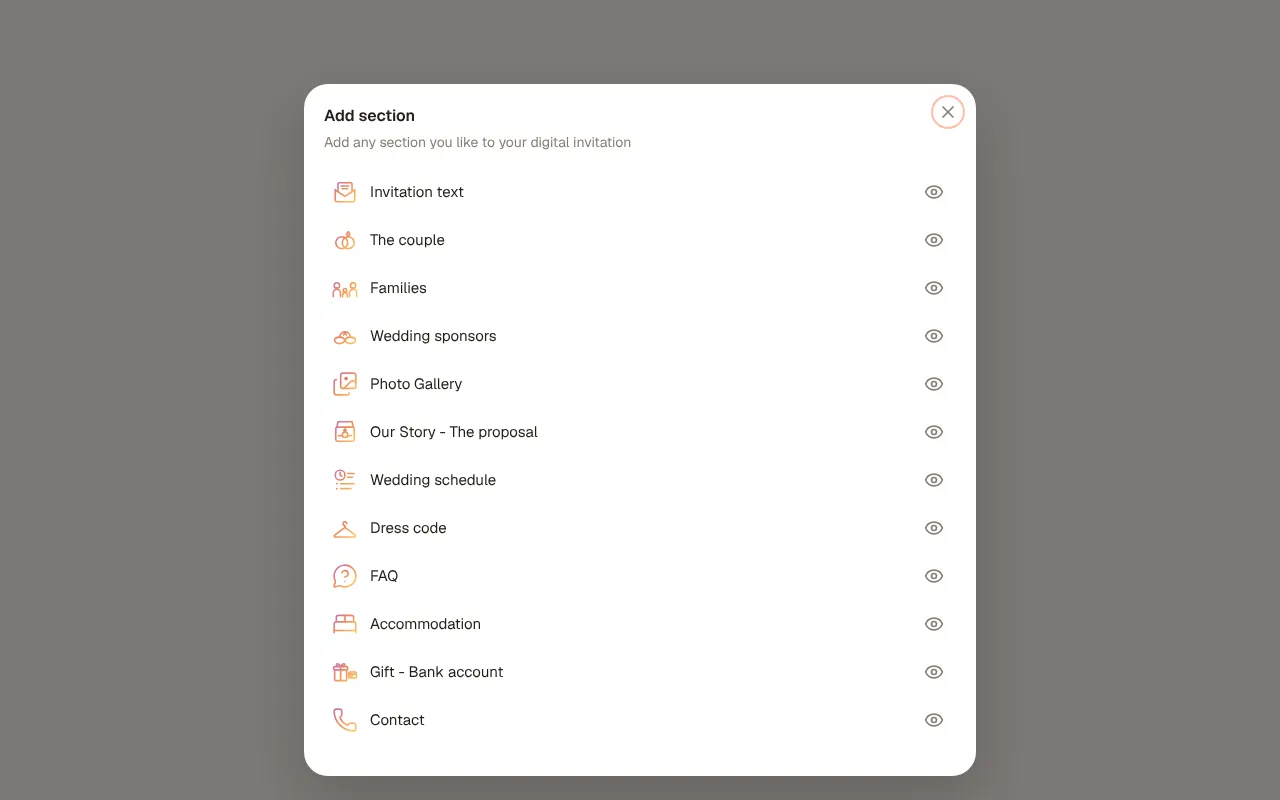 Add section
Add any section you like to your digital invitation
Invitation text
The couple
Families
Wedding sponsors
Photo Gallery
Our Story - The proposal
Wedding schedule
Dress code
FAQ
Accommodation
Gift - Bank account
Contact